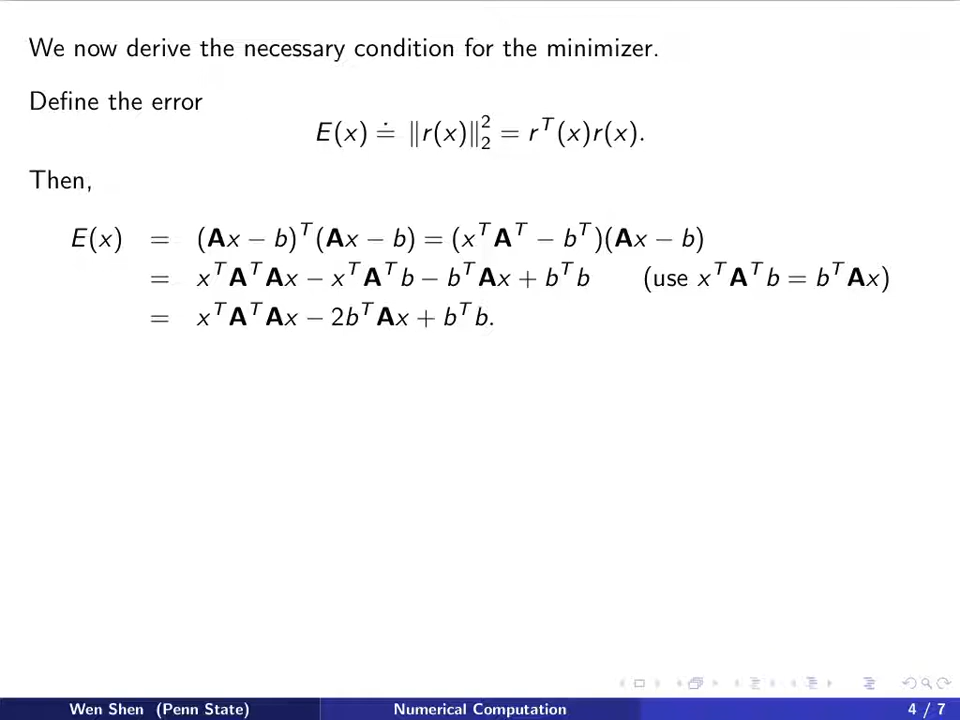 We now derive the necessary condition for the minimizer.
Define the error
E(x) ≐ ‖r(x)‖₂² = rᵀ(x)r(x).
Then,
E(x) = (Ax − b)ᵀ(Ax − b) = (xᵀAᵀ − bᵀ)(Ax − b)
= xᵀAᵀAx − xᵀAᵀb − bᵀAx + bᵀb (use xᵀAᵀb = bᵀAx)
= xᵀAᵀAx − 2bᵀAx + bᵀb.
Wen Shen (Penn State) Numerical Computation 4 / 7